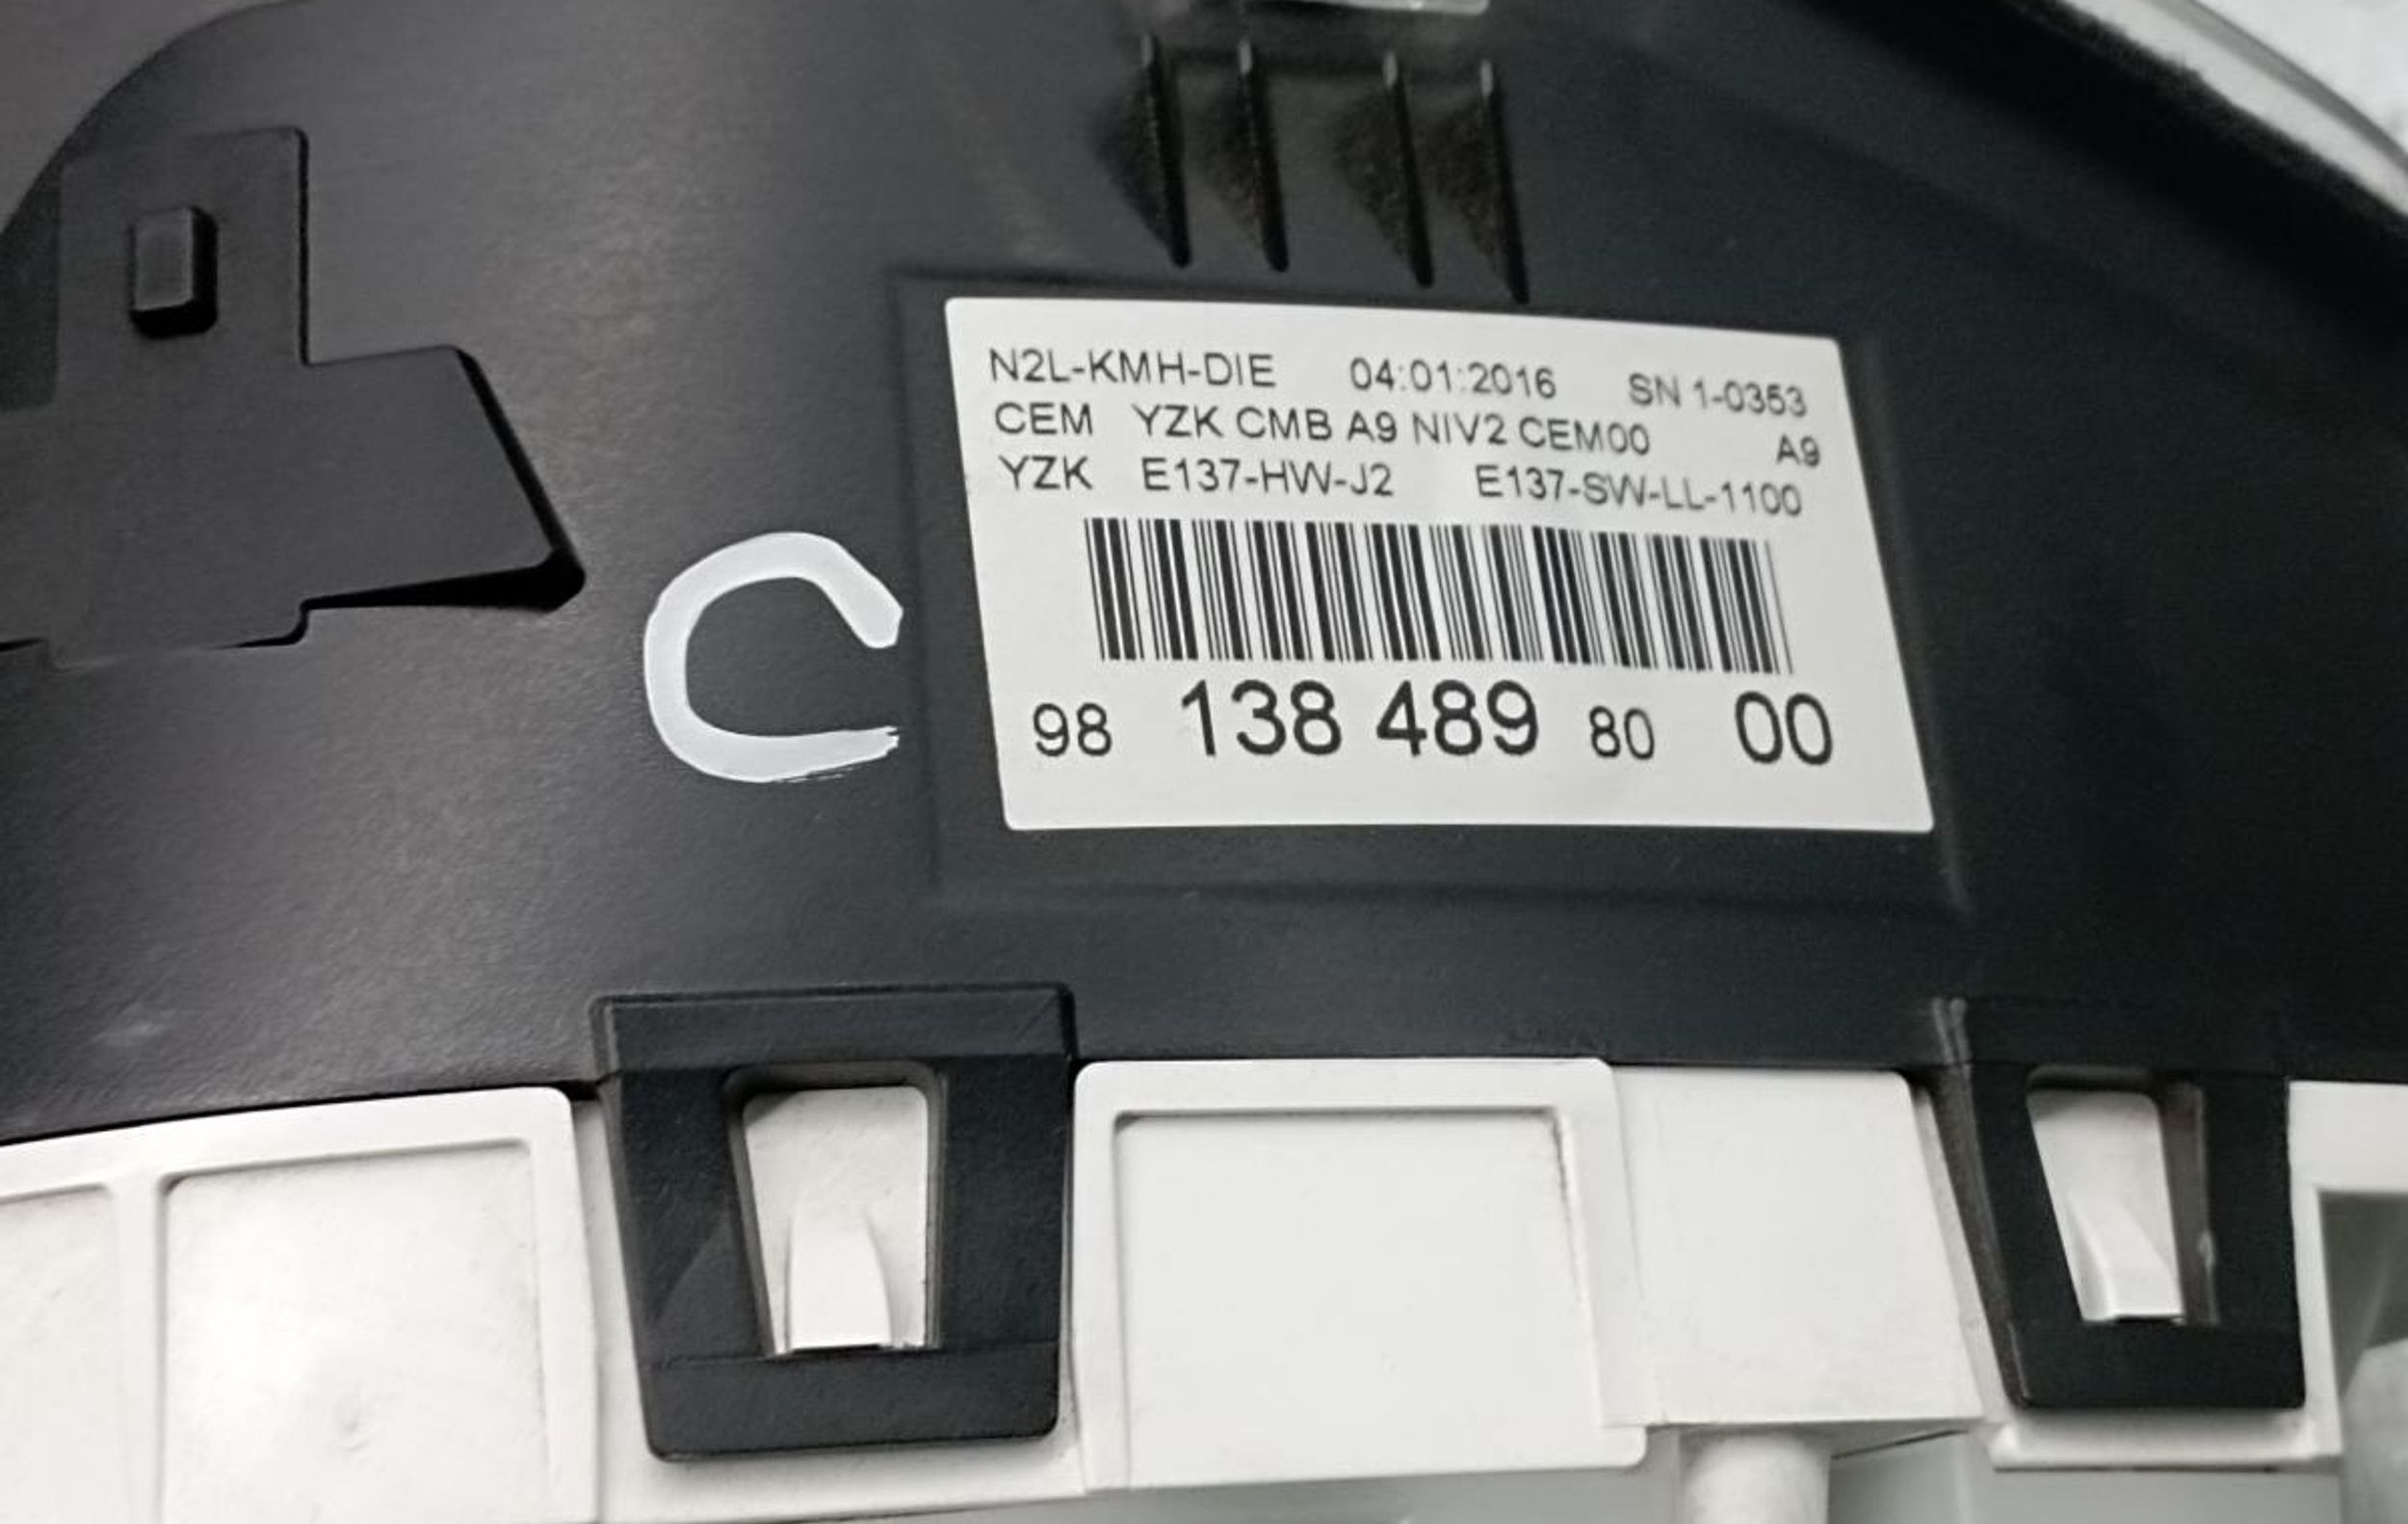 N2L-KMH-DIE 04:01:2016 SN 1-0353
CEM YZK CMB A9 NIV2 CEM00 A9
YZK E137-HW-J2 E137-SW-LL-1100
98 138 489 80 00
C